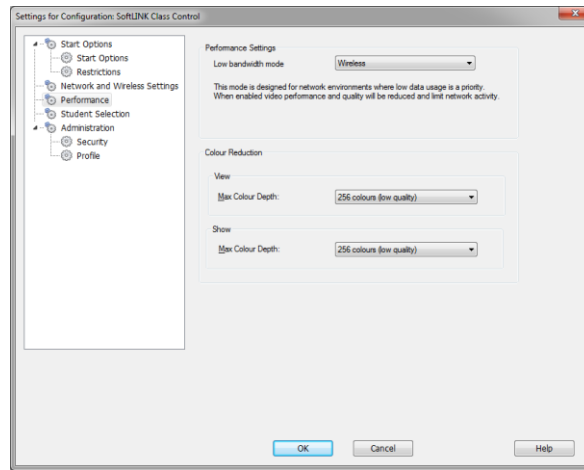 Settings for Configuration: SoftLINK Class Control
Start Options
Start Options
Restrictions
Network and Wireless Settings
Performance
Student Selection
Administration
Security
Profile
Performance Settings
Low bandwidth mode
Wireless
This mode is designed for network environments where low data usage is a priority.
When enabled video performance and quality will be reduced and limit network activity.
Colour Reduction
View
Max Colour Depth:
256 colours (low quality)
Show
Max Colour Depth:
256 colours (low quality)
OK
Cancel
Help